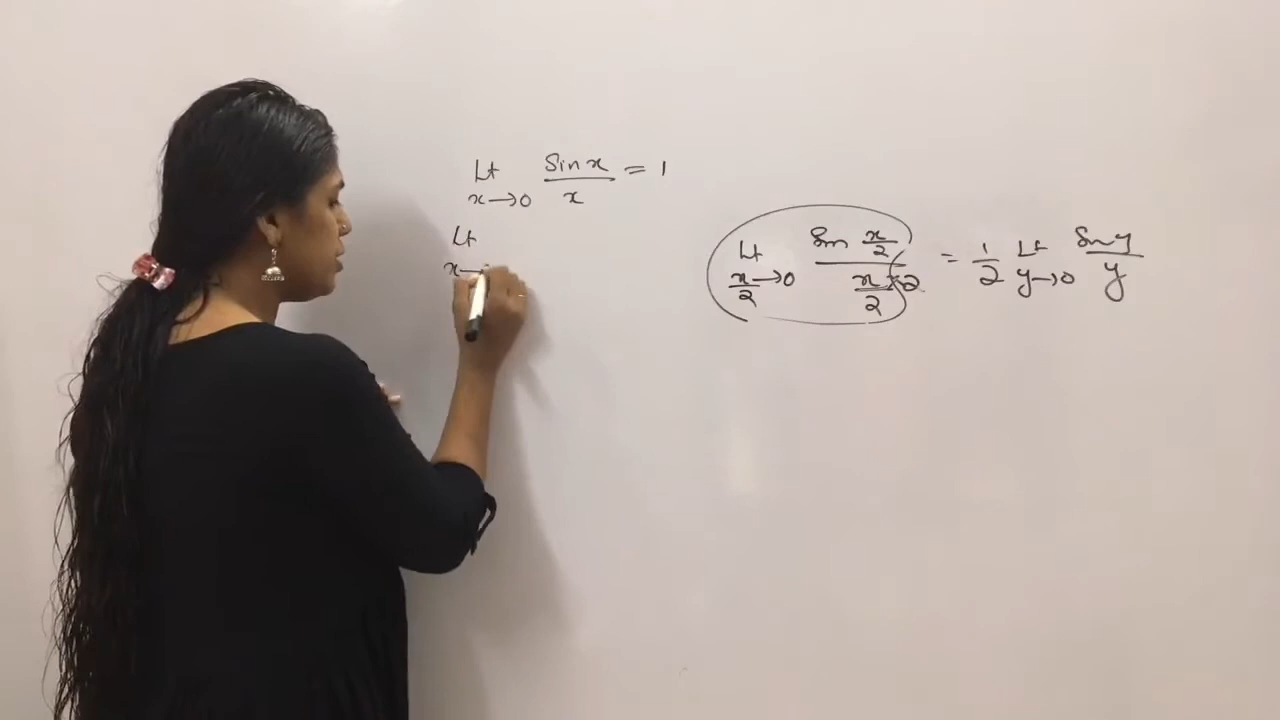 Lt x→0 Sin x / x = 1
Lt x→
Lt x/2→0 Sin x/2 / x/2 × 2 = 1/2 Lt y→0 Sin y / y